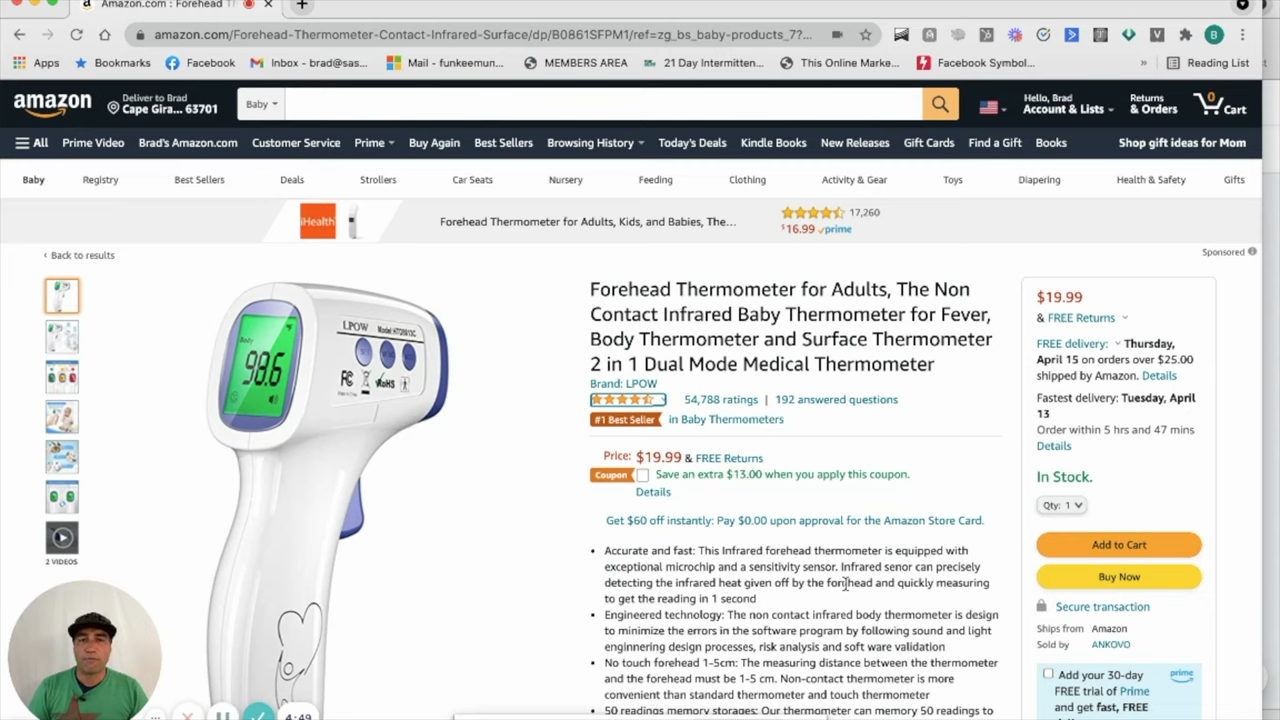 Amazon.com : Forehead T
amazon.com/Forehead-Thermometer-Contact-Infrared-Surface/dp/B0861SFPM1/ref=zg_bs_baby-products_7?...
B
Apps Bookmarks Facebook Inbox - brad@sas... Mail - funkeemun... MEMBERS AREA 21 Day Intermitten... This Online Marke... Facebook Symbol... » Reading List
amazon
Deliver to Brad
Cape Gira... 63701
Baby
Hello, Brad
Account & Lists
Returns
& Orders
0
Cart
All Prime Video Brad's Amazon.com Customer Service Prime Buy Again Best Sellers Browsing History Today's Deals Kindle Books New Releases Gift Cards Find a Gift Books Shop gift ideas for Mom
Baby Registry Best Sellers Deals Strollers Car Seats Nursery Feeding Clothing Activity & Gear Toys Diapering Health & Safety Gifts
iHealth
Forehead Thermometer for Adults, Kids, and Babies, The...
17,260
$16.99 prime
‹ Back to results
Sponsored
2 VIDEOS
LPOW Model:HTD8813C
Body
98.6
FC RoHS
Forehead Thermometer for Adults, The Non
Contact Infrared Baby Thermometer for Fever,
Body Thermometer and Surface Thermometer
2 in 1 Dual Mode Medical Thermometer
Brand: LPOW
54,788 ratings | 192 answered questions
#1 Best Seller in Baby Thermometers
Price: $19.99 & FREE Returns
Coupon Save an extra $13.00 when you apply this coupon.
Details
Get $60 off instantly: Pay $0.00 upon approval for the Amazon Store Card.
• Accurate and fast: This Infrared forehead thermometer is equipped with
exceptional microchip and a sensitivity sensor. Infrared senor can precisely
detecting the infrared heat given off by the forehead and quickly measuring
to get the reading in 1 second
• Engineered technology: The non contact infrared body thermometer is design
to minimize the errors in the software program by following sound and light
enginnering design processes, risk analysis and soft ware validation
• No touch forehead 1-5cm: The measuring distance between the thermometer
and the forehead must be 1-5 cm. Non-contact thermometer is more
convenient than standard thermometer and touch thermometer
• 50 readings memory storages: Our thermometer can memory 50 readings to
$19.99
& FREE Returns
FREE delivery: Thursday,
April 15 on orders over $25.00
shipped by Amazon. Details
Fastest delivery: Tuesday, April
13
Order within 5 hrs and 47 mins
Details
In Stock.
Qty: 1
Add to Cart
Buy Now
Secure transaction
Ships from Amazon
Sold by ANKOVO
Add your 30-day
FREE trial of Prime
and get fast, FREE
prime
4:49